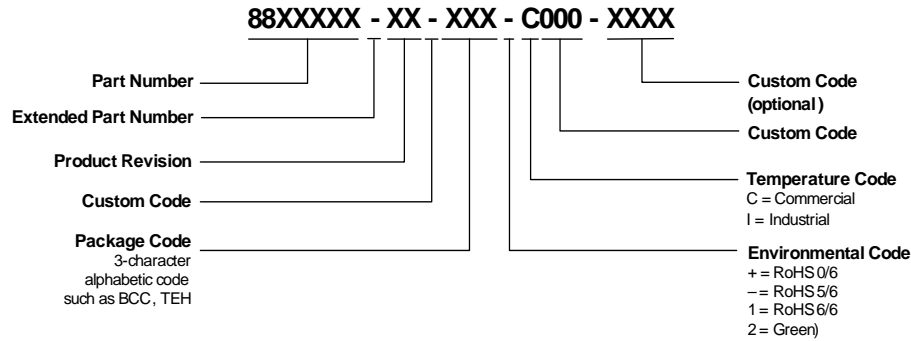 88XXXXX - XX - XXX - C000 - XXXX
Part Number
Extended Part Number
Product Revision
Custom Code
Package Code
3-character
alphabetic code
such as BCC, TEH
Custom Code
(optional)
Custom Code
Temperature Code
C = Commercial
I = Industrial
Environmental Code
+ = RoHS 0/6
– = RoHS 5/6
1 = RoHS 6/6
2 = Green)